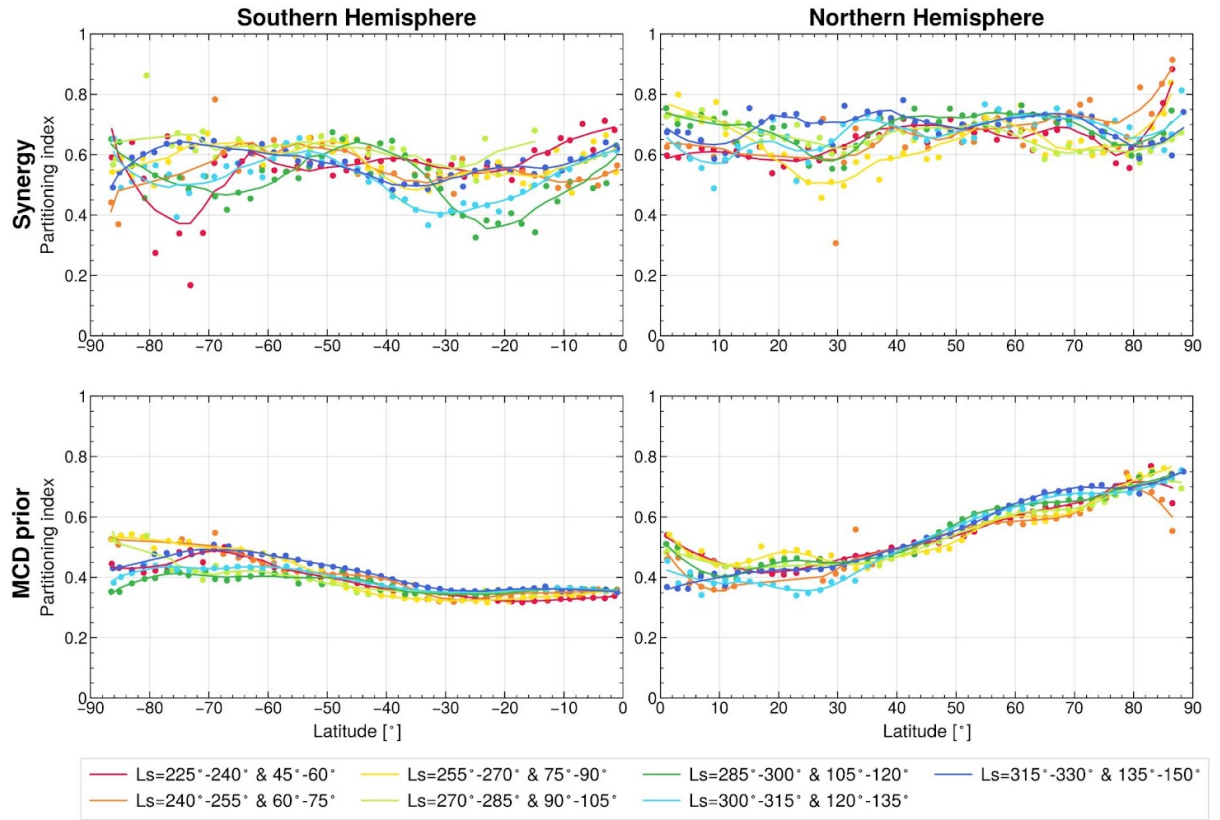 Southern Hemisphere
Northern Hemisphere
Synergy
Partitioning index
1
0.8
0.6
0.4
0.2
0
−90 −80 −70 −60 −50 −40 −30 −20 −10 0
1
0.8
0.6
0.4
0.2
0
0 10 20 30 40 50 60 70 80 90
MCD prior
Partitioning index
1
0.8
0.6
0.4
0.2
0
−90 −80 −70 −60 −50 −40 −30 −20 −10 0
Latitude [°]
1
0.8
0.6
0.4
0.2
0
0 10 20 30 40 50 60 70 80 90
Latitude [°]
Ls=225°-240° & 45°-60° Ls=255°-270° & 75°-90° Ls=285°-300° & 105°-120° Ls=315°-330° & 135°-150°
Ls=240°-255° & 60°-75° Ls=270°-285° & 90°-105° Ls=300°-315° & 120°-135°